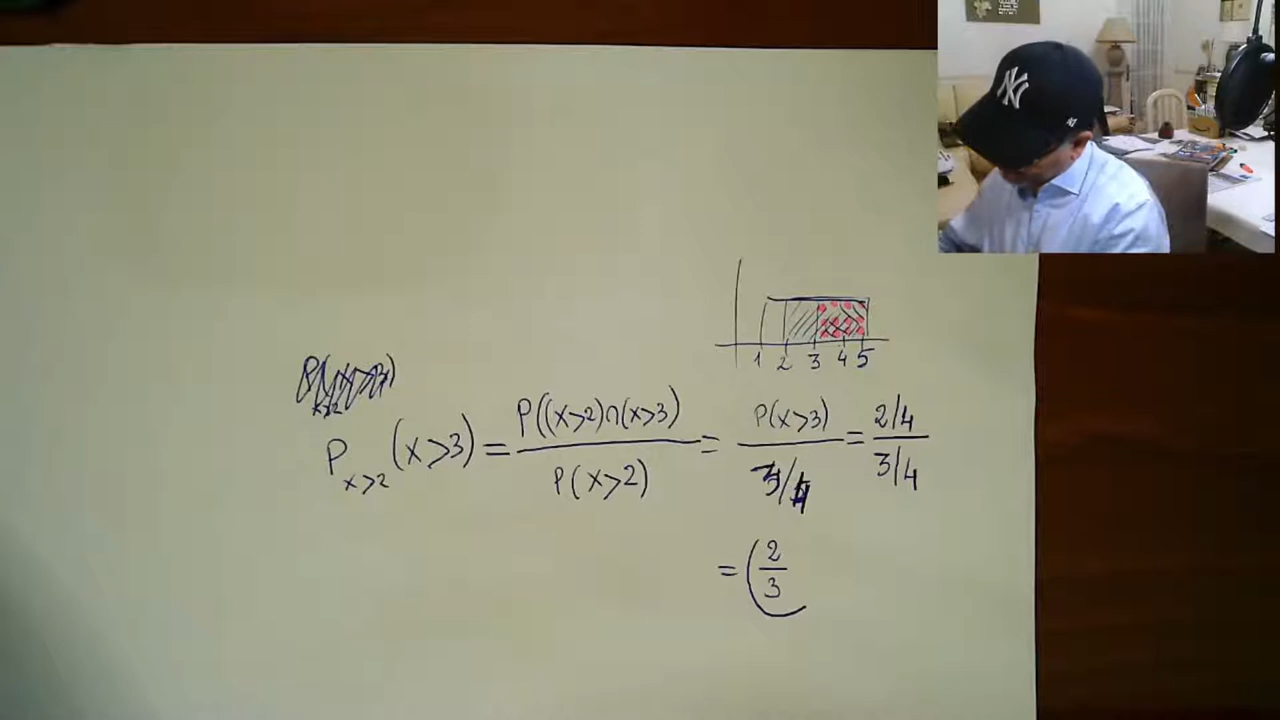 NY
1 2 3 4 5
P_{X>2}(X>3) = P((X>2)∩(X>3)) / P(X>2) = P(X>3) / 3/4 = 2/4 / 3/4
= 2/3